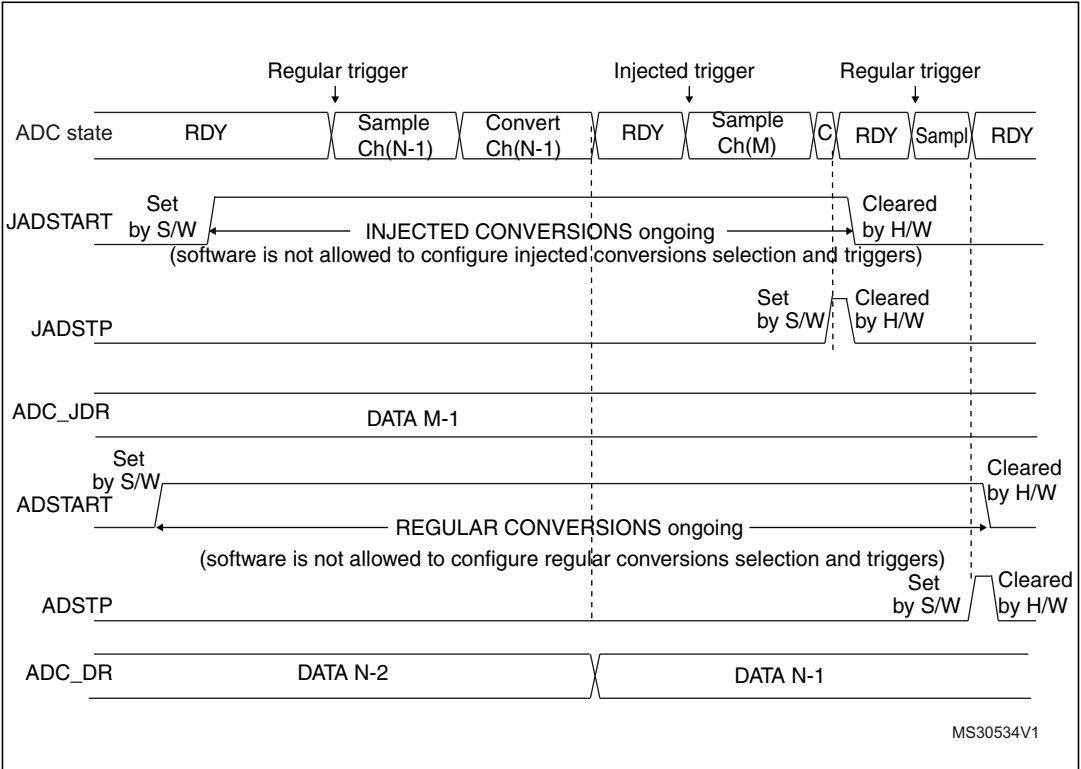 Regular trigger
Injected trigger
Regular trigger
ADC state
RDY
Sample
Ch(N-1)
Convert
Ch(N-1)
RDY
Sample
Ch(M)
C
RDY
Sampl
RDY
JADSTART
Set
by S/W
INJECTED CONVERSIONS ongoing
Cleared
by H/W
(software is not allowed to configure injected conversions selection and triggers)
JADSTP
Set
by S/W
Cleared
by H/W
ADC_JDR
DATA M-1
ADSTART
Set
by S/W
REGULAR CONVERSIONS ongoing
Cleared
by H/W
(software is not allowed to configure regular conversions selection and triggers)
ADSTP
Set
by S/W
Cleared
by H/W
ADC_DR
DATA N-2
DATA N-1
MS30534V1